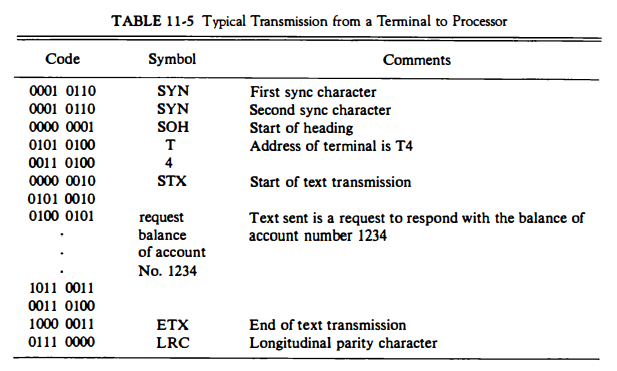 TABLE 11-5 Typical Transmission from a Terminal to Processor
Code Symbol Comments
0001 0110 SYN First sync character
0001 0110 SYN Second sync character
0000 0001 SOH Start of heading
0101 0100 T Address of terminal is T4
0011 0100 4
0000 0010 STX Start of text transmission
0101 0010
0100 0101 request Text sent is a request to respond with the balance of
. balance account number 1234
. of account
. No. 1234
1011 0011
0011 0100
1000 0011 ETX End of text transmission
0111 0000 LRC Longitudinal parity character